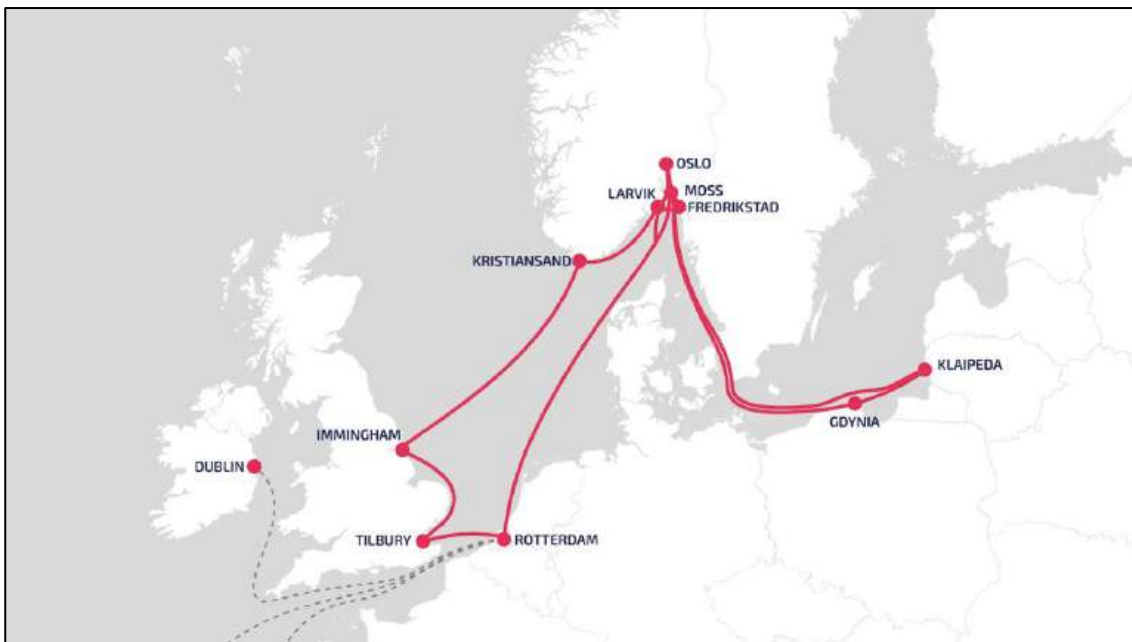 OSLO
MOSS
LARVIK
FREDRIKSTAD
KRISTIANSAND
KLAIPEDA
GDYNIA
IMMINGHAM
DUBLIN
TILBURY
ROTTERDAM